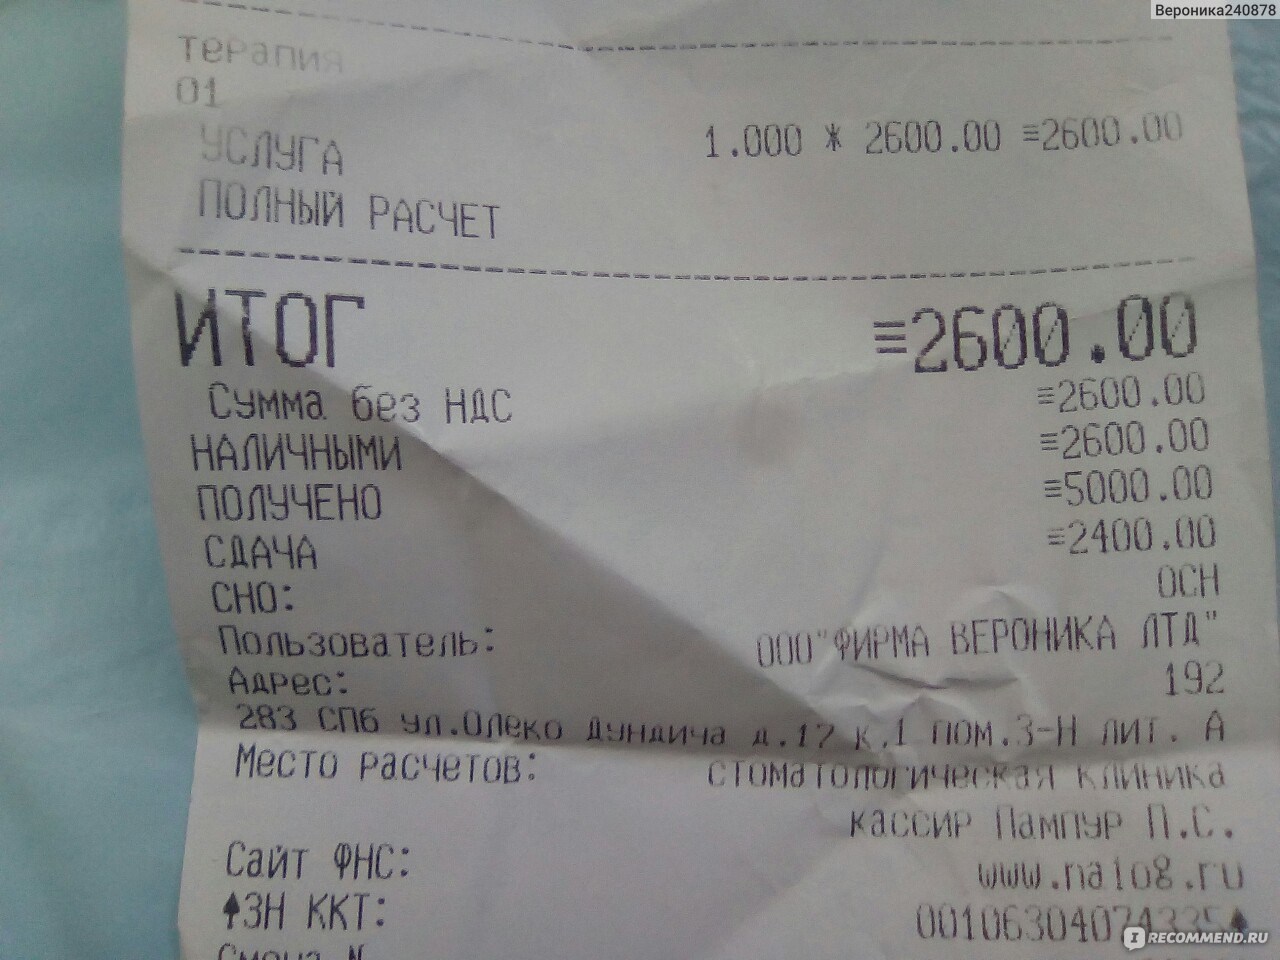 Вероника240878
терапия
01
УСЛУГА 1.000 * 2600.00 ≡2600.00
ПОЛНЫЙ РАСЧЕТ
ИТОГ ≡2600.00
Сумма без НДС ≡2600.00
НАЛИЧНЫМИ ≡2600.00
ПОЛУЧЕНО ≡5000.00
СДАЧА ≡2400.00
СНО: ОСН
Пользователь: ООО"ФИРМА ВЕРОНИКА ЛТД"
Адрес: 192
283 СПб ул.Олеко Дундича д.17 к.1 пом.3-Н лит. А
Место расчетов: стоматологическая клиника
кассир Пампур П.С.
Сайт ФНС: www.nalog.ru
ЗН ККТ: 00106304074335
Смена N
IRECOMMEND.RU